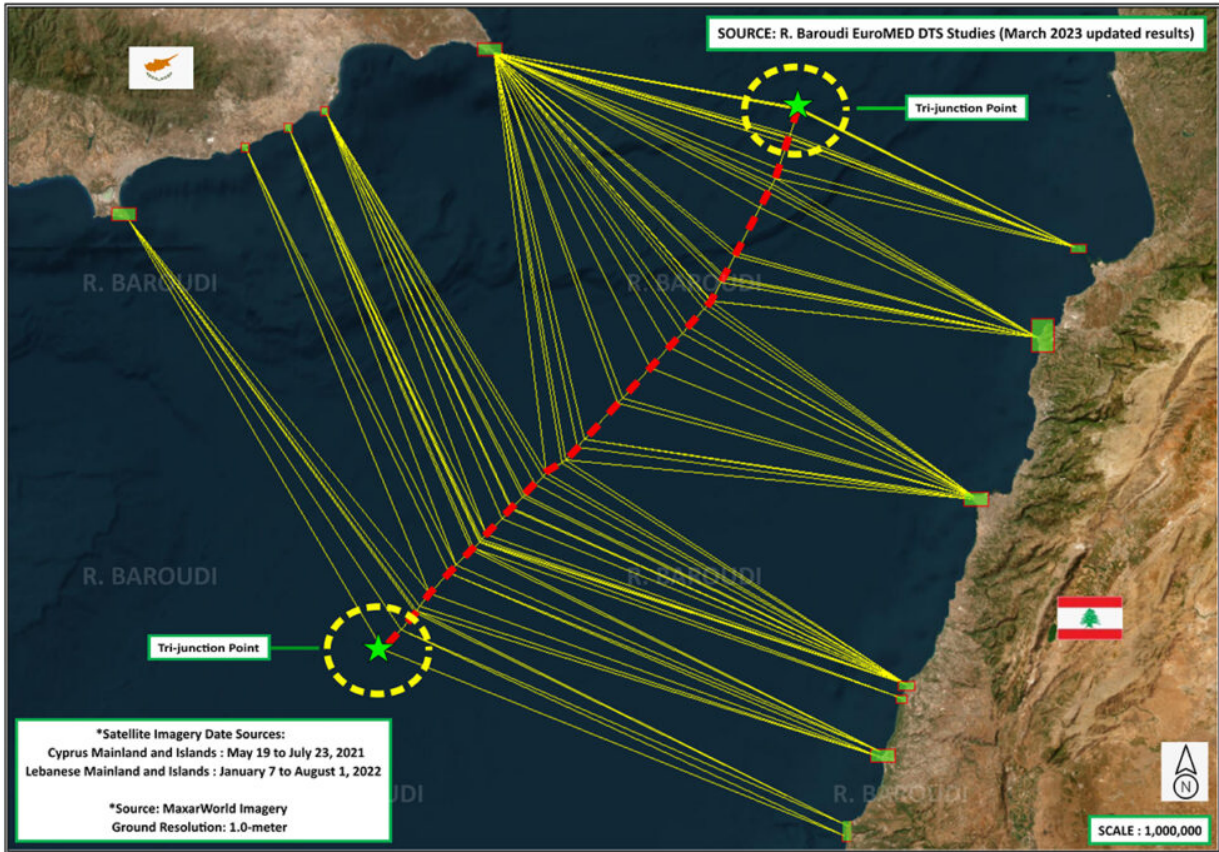 SOURCE: R. Baroudi EuroMED DTS Studies (March 2023 updated results)
Tri-junction Point
R. BAROUDI
R. BAROUDI
R. BAROUDI
R. BAROUDI
Tri-junction Point
*Satellite Imagery Date Sources:
Cyprus Mainland and Islands : May 19 to July 23, 2021
Lebanese Mainland and Islands : January 7 to August 1, 2022
*Source: MaxarWorld Imagery
Ground Resolution: 1.0-meter
OUDI
R. BAROUDI
N
SCALE : 1,000,000